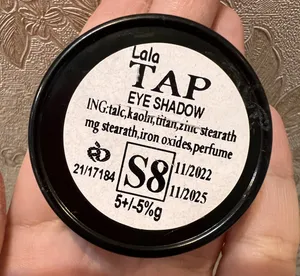 Lala
TAP
EYE SHADOW
ING:talc,kaolin,titan,zinc stearath
mg stearath,iron oxides,perfume
21/17184
S8
11/2022
11/2025
5+/-5%g